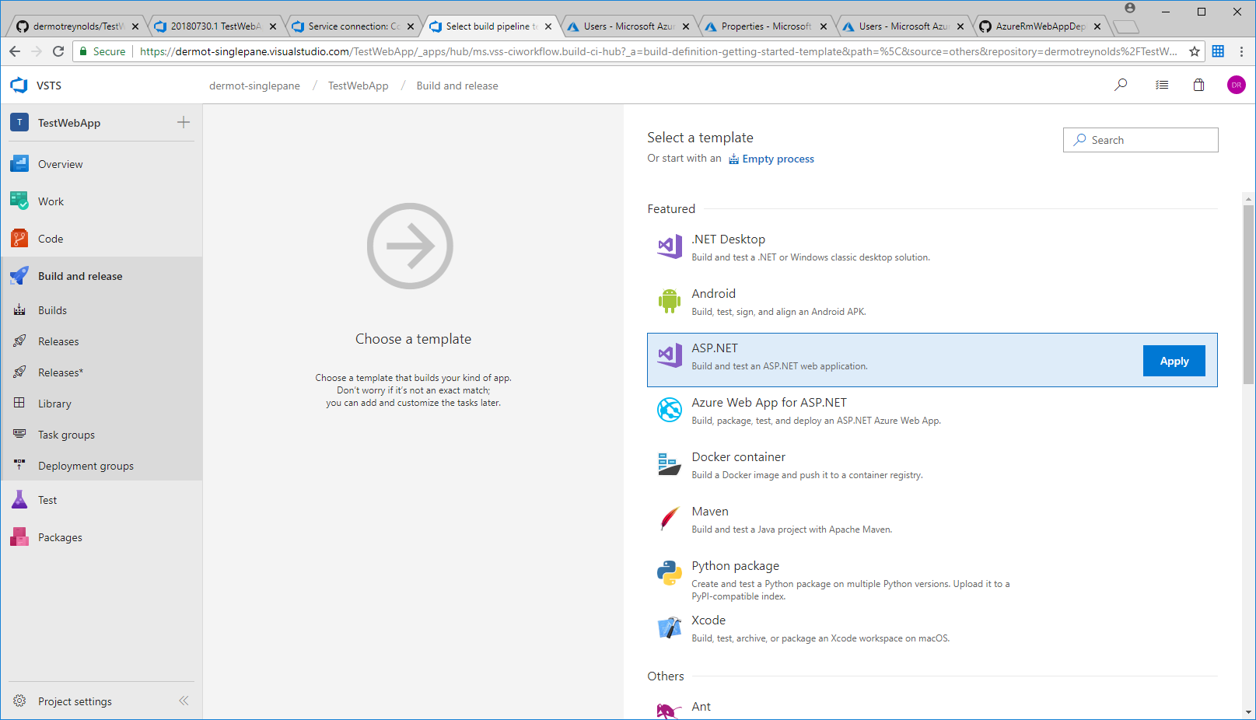 dermotreynolds/TestW
20180730.1 TestWebA
Service connection: Co
Select build pipeline te
Users - Microsoft Azur
Properties - Microsoft
Users - Microsoft Azur
AzureRmWebAppDep
Secure
https://dermot-singlepane.visualstudio.com/TestWebApp/_apps/hub/ms.vss-ciworkflow.build-ci-hub?_a=build-definition-getting-started-template&path=%5C&source=others&repository=dermotreynolds%2FTestW...
VSTS
dermot-singlepane / TestWebApp / Build and release
DR
T TestWebApp
Overview
Work
Code
Build and release
Builds
Releases
Releases*
Library
Task groups
Deployment groups
Test
Packages
Project settings
Choose a template
Choose a template that builds your kind of app.
Don't worry if it's not an exact match;
you can add and customize the tasks later.
Select a template
Or start with an Empty process
Search
Featured
.NET Desktop
Build and test a .NET or Windows classic desktop solution.
Android
Build, test, sign, and align an Android APK.
ASP.NET
Build and test an ASP.NET web application.
Apply
Azure Web App for ASP.NET
Build, package, test, and deploy an ASP.NET Azure Web App.
Docker container
Build a Docker image and push it to a container registry.
Maven
Build and test a Java project with Apache Maven.
Python package
Create and test a Python package on multiple Python versions. Upload it to a
PyPI-compatible index.
Xcode
Build, test, archive, or package an Xcode workspace on macOS.
Others
Ant